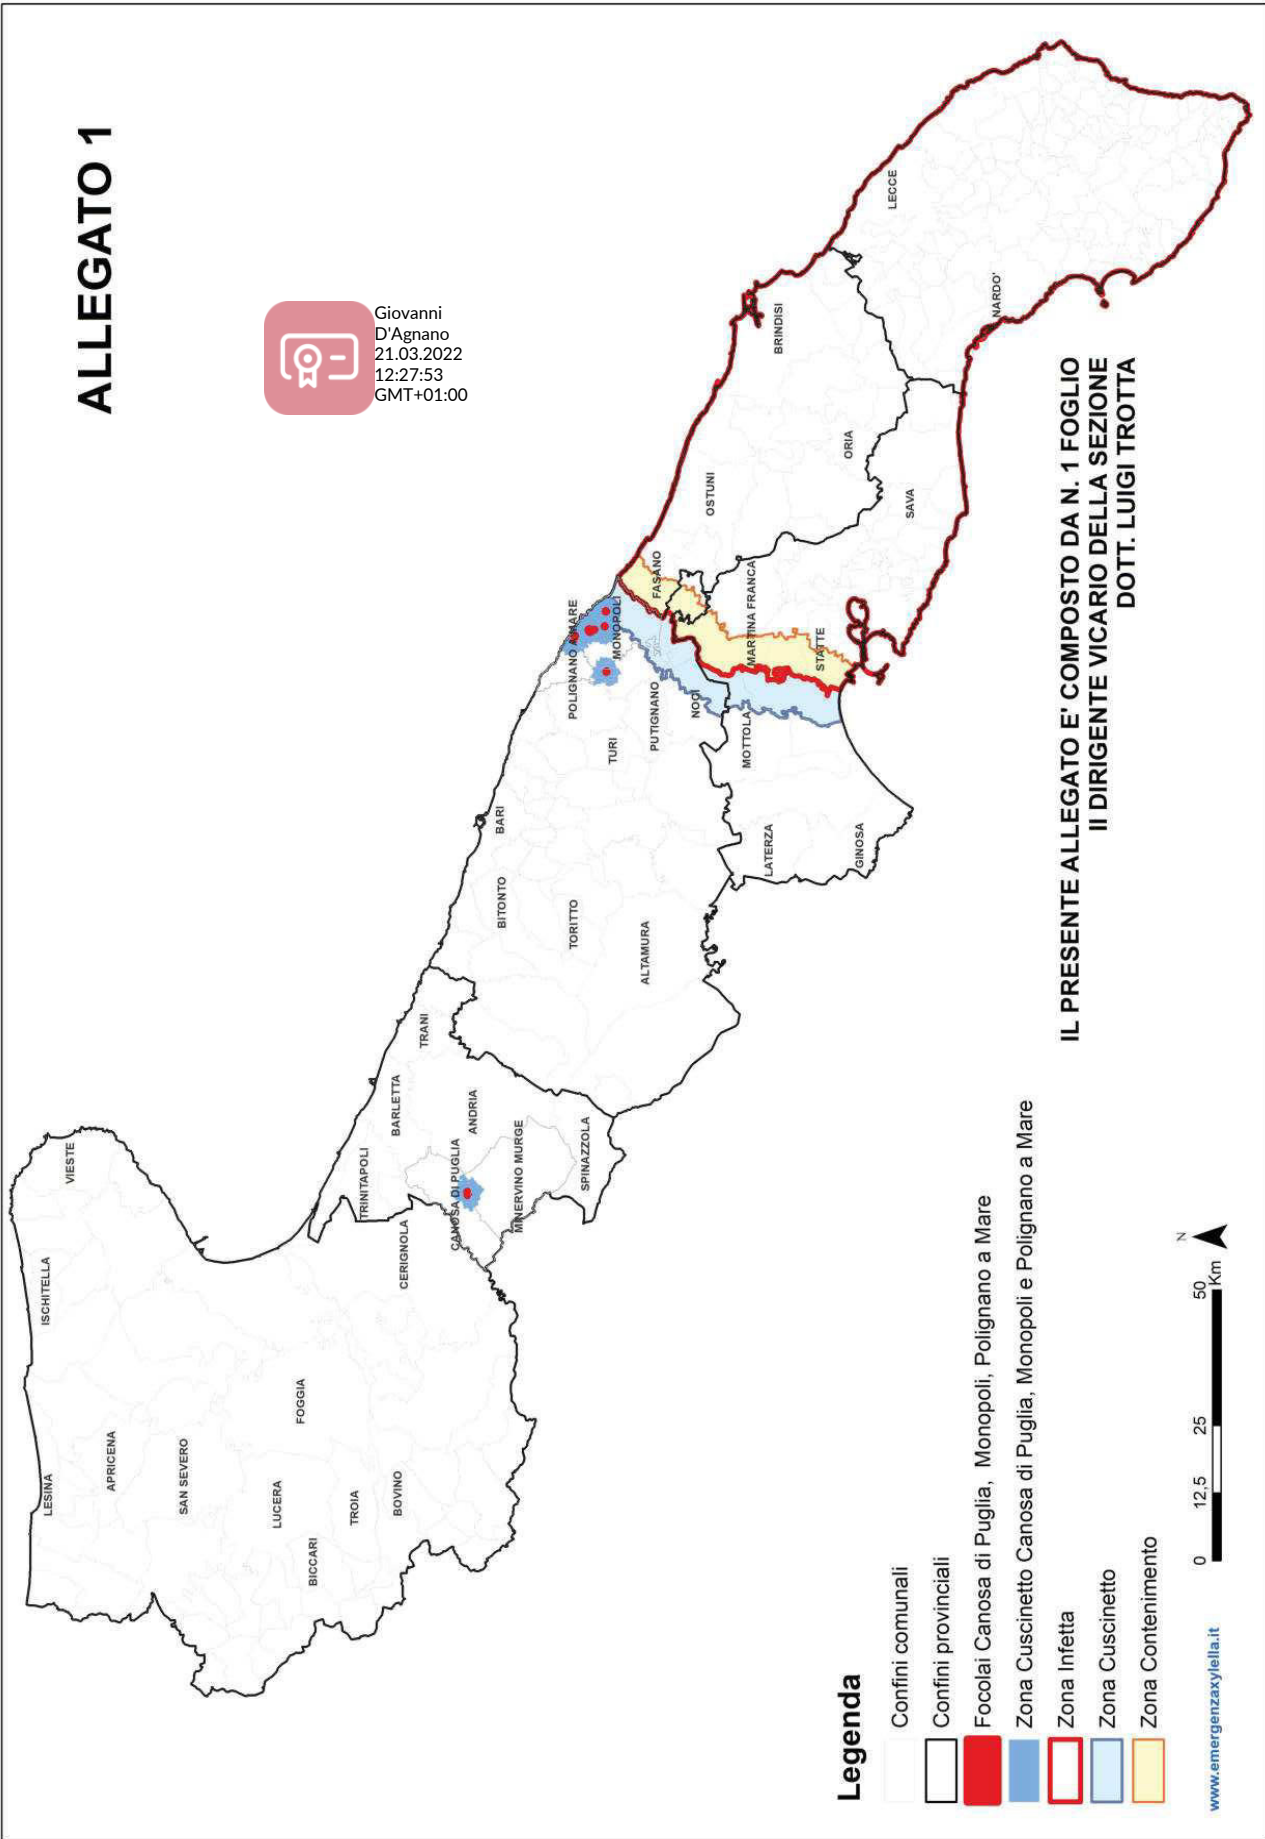 ALLEGATO 1
Giovanni
D'Agnano
21.03.2022
12:27:53
GMT+01:00
VIESTE
ISCHITELLA
LESINA
APRICENA
SAN SEVERO
FOGGIA
LUCERA
TROIA
BICCARI
BOVINO
CERIGNOLA
TRINITAPOLI
BARLETTA
TRANI
ANDRIA
CANOSA DI PUGLIA
MINERVINO MURGE
SPINAZZOLA
BITONTO
BARI
TORITTO
ALTAMURA
TURI
PUTIGNANO
NOCI
POLIGNANO A MARE
MONOPOLI
FASANO
MOTTOLA
LATERZA
GINOSA
MARTINA FRANCA
STATTE
OSTUNI
BRINDISI
ORIA
SAVA
LECCE
NARDO'
IL PRESENTE ALLEGATO E' COMPOSTO DA N. 1 FOGLIO
Il DIRIGENTE VICARIO DELLA SEZIONE
DOTT. LUIGI TROTTA
Legenda
Confini comunali
Confini provinciali
Focolai Canosa di Puglia, Monopoli, Polignano a Mare
Zona Cuscinetto Canosa di Puglia, Monopoli e Polignano a Mare
Zona Infetta
Zona Cuscinetto
Zona Contenimento
0 12,5 25 50
Km
N
www.emergenzaxylella.it